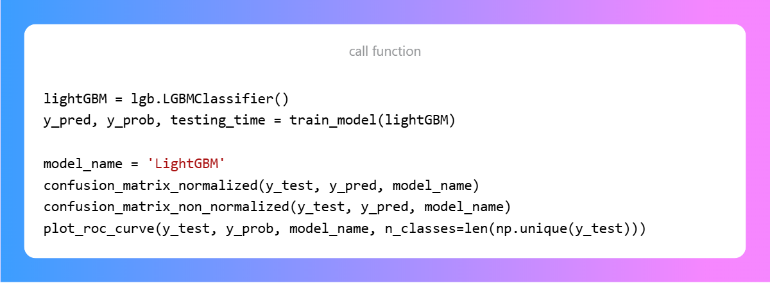 call function
lightGBM = lgb.LGBMClassifier()
y_pred, y_prob, testing_time = train_model(lightGBM)
model_name = 'LightGBM'
confusion_matrix_normalized(y_test, y_pred, model_name)
confusion_matrix_non_normalized(y_test, y_pred, model_name)
plot_roc_curve(y_test, y_prob, model_name, n_classes=len(np.unique(y_test)))